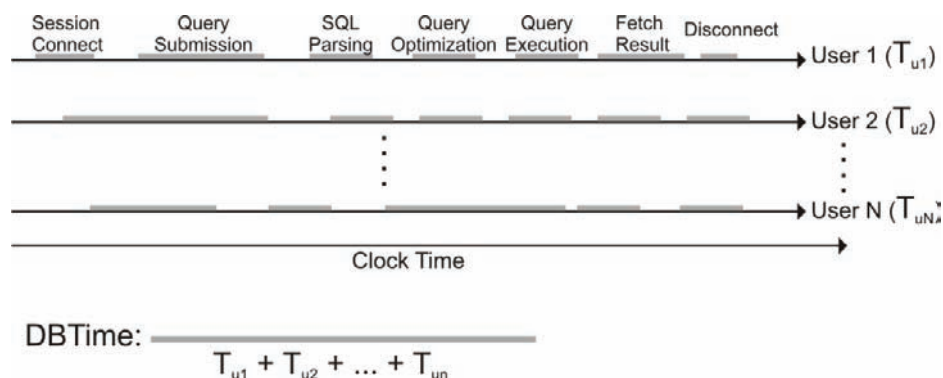 Session Connect
Query Submission
SQL Parsing
Query Optimization
Query Execution
Fetch Result
Disconnect
User 1 (Tu1)
User 2 (Tu2)
User N (TuN
Clock Time
DBTime:
Tu1 + Tu2 + ... + Tun